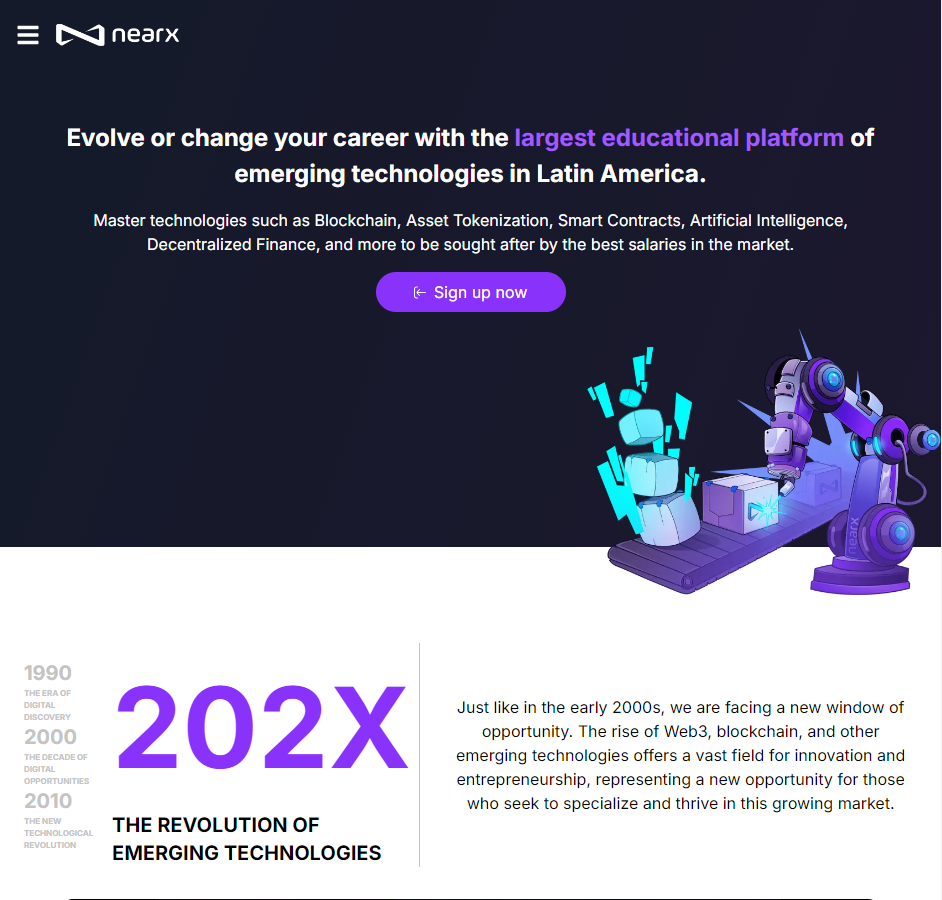 nearx
Evolve or change your career with the largest educational platform of
emerging technologies in Latin America.
Master technologies such as Blockchain, Asset Tokenization, Smart Contracts, Artificial Intelligence,
Decentralized Finance, and more to be sought after by the best salaries in the market.
Sign up now
nearx
1990
THE ERA OF
DIGITAL
DISCOVERY
2000
THE DECADE OF
DIGITAL
OPPORTUNITIES
2010
THE NEW
TECHNOLOGICAL
REVOLUTION
202X
THE REVOLUTION OF
EMERGING TECHNOLOGIES
Just like in the early 2000s, we are facing a new window of
opportunity. The rise of Web3, blockchain, and other
emerging technologies offers a vast field for innovation and
entrepreneurship, representing a new opportunity for those
who seek to specialize and thrive in this growing market.